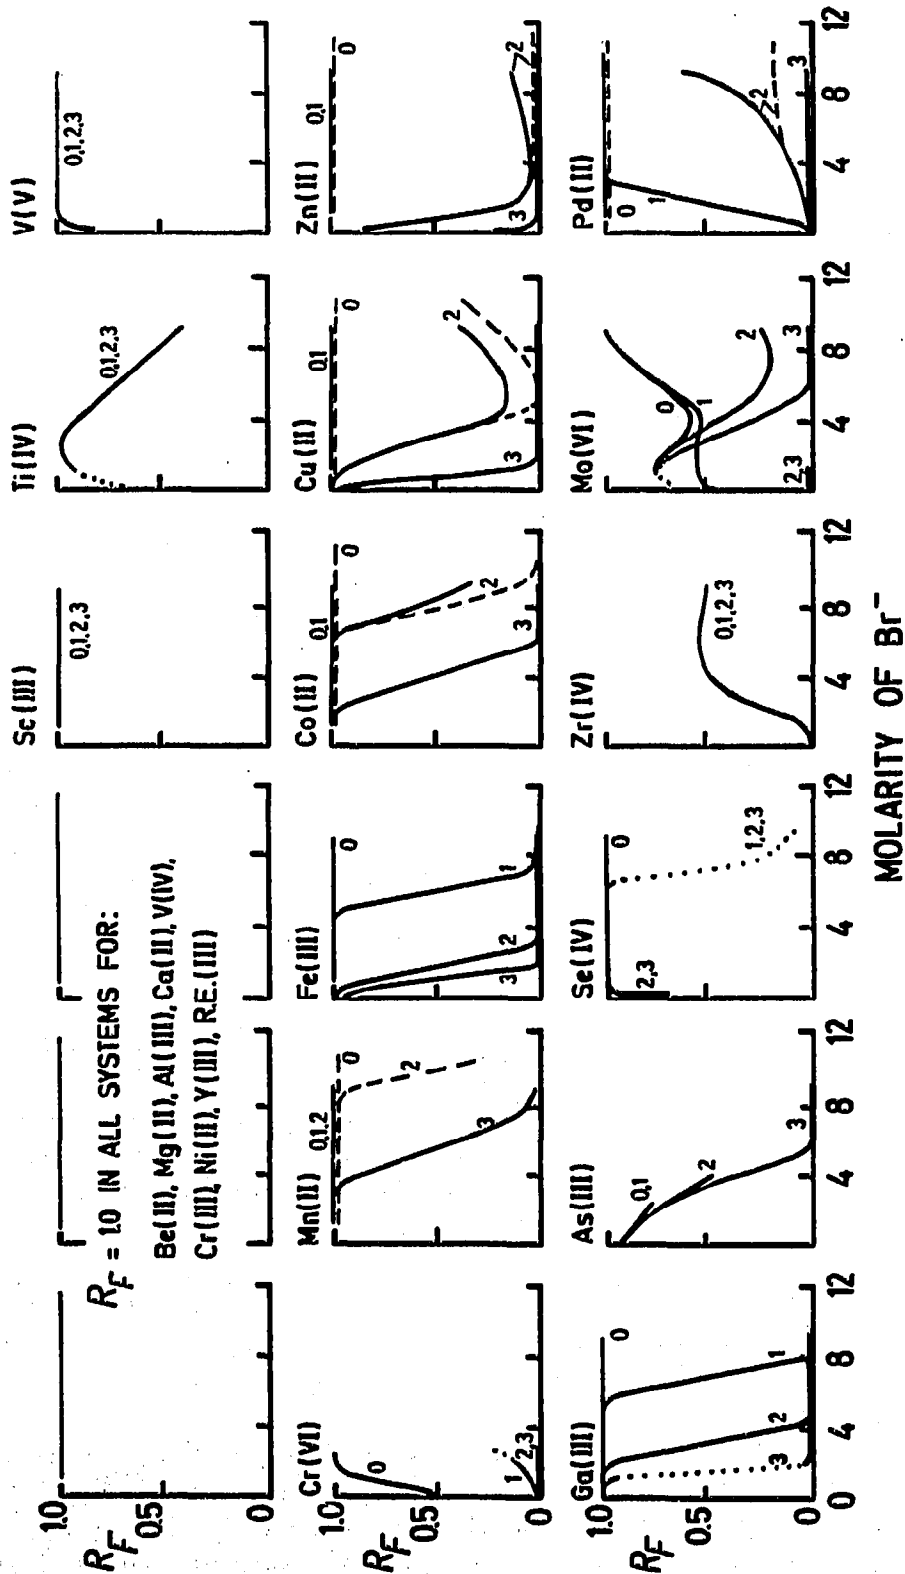 Sc(III)
Ti(IV)
V(V)
1.0
R_F
0.5
0
R_F = 1.0 IN ALL SYSTEMS FOR:
Be(II), Mg(II), Al(III), Ca(II), V(IV),
Cr(III), Ni(II), Y(III), R.E.(III)
0,1,2,3
0,1,2,3
0,1,2,3
Cr(VI)
Mn(II)
Fe(III)
Co(II)
Cu(II)
Zn(II)
1.0
R_F
0.5
0
0
1
2,3
0,1,2
0
2
3
0
1
2
3
0,1
0
2
3
0,1
0
2
3
0,1
0
2
3
Ga(III)
As(III)
Se(IV)
Zr(IV)
Mo(VI)
Pd(II)
1.0
R_F
0.5
0
0
1
2
3
0,1
2
3
0
1,2,3
2,3
0,1,2,3
0
1
2
3
2,3
0
1
2
2
3
0 4 8 12
4 8 12
4 8 12
4 8 12
4 8 12
4 8 12
MOLARITY OF Br⁻